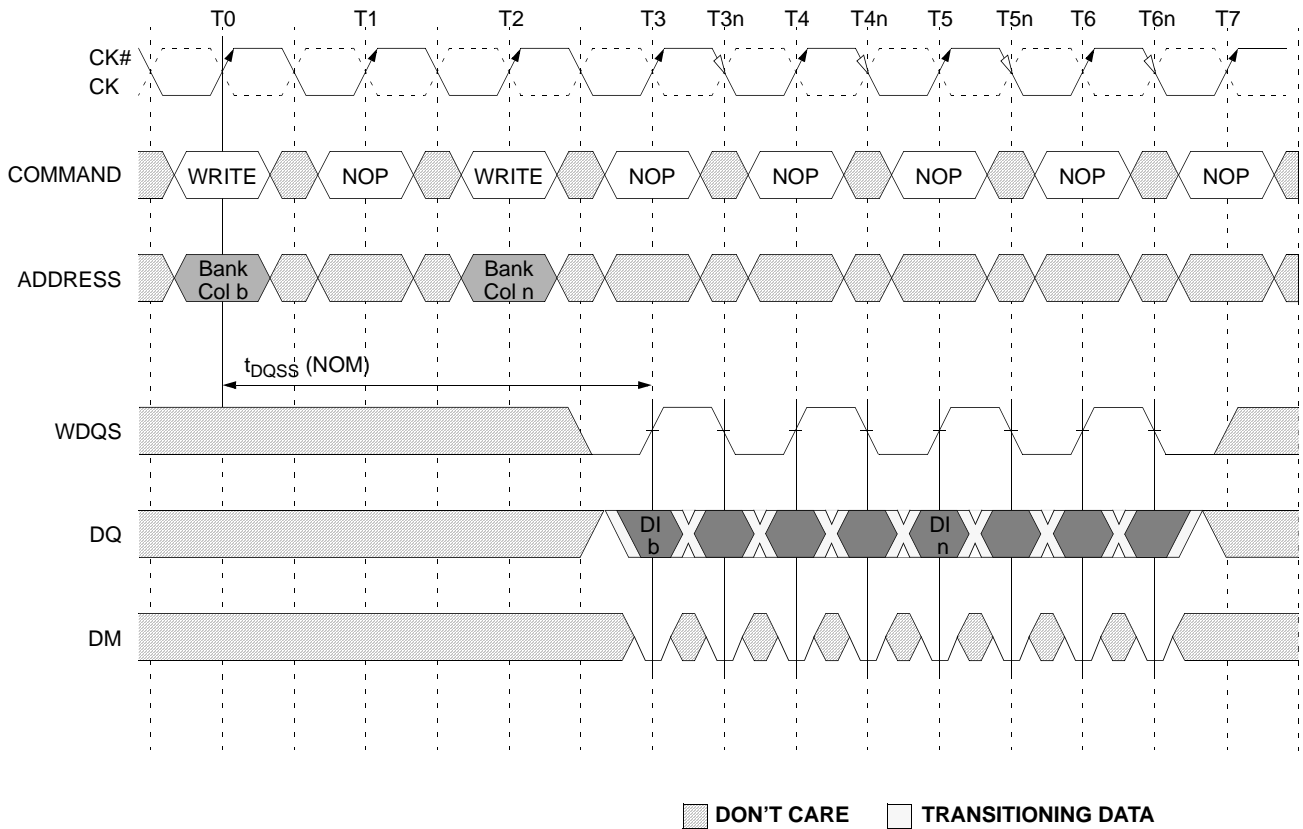 T0 T1 T2 T3 T3n T4 T4n T5 T5n T6 T6n T7
CK#
CK
COMMAND WRITE NOP WRITE NOP NOP NOP NOP NOP
ADDRESS Bank Col b Bank Col n
tDQSS (NOM)
WDQS
DQ DI b DI n
DM
DON'T CARE TRANSITIONING DATA